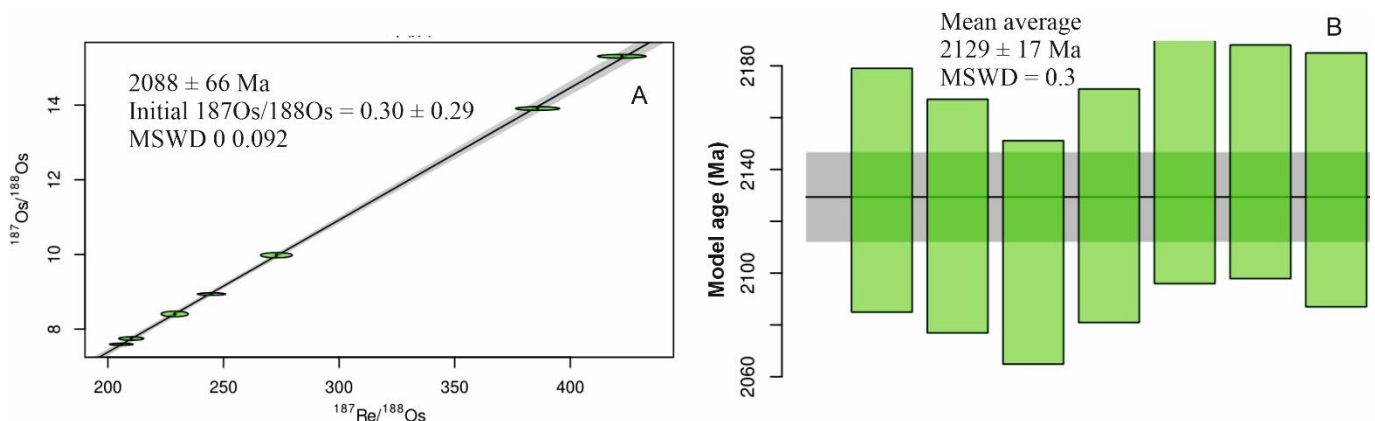 2088 ± 66 Ma
Initial 187Os/188Os = 0.30 ± 0.29
MSWD 0 0.092
A
14
12
10
8
¹⁸⁷Os/¹⁸⁸Os
200 250 300 350 400
¹⁸⁷Re/¹⁸⁸Os
Mean average
2129 ± 17 Ma
MSWD = 0.3
B
2180
2140
2100
2060
Model age (Ma)